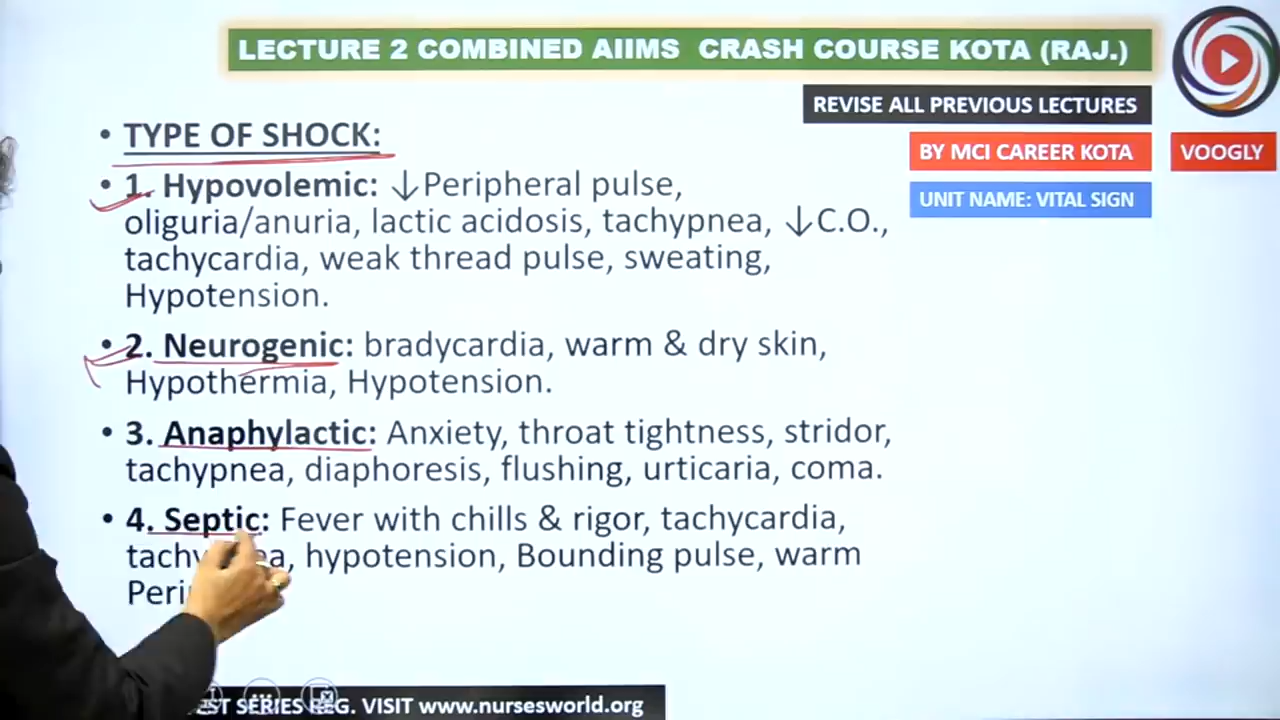 LECTURE 2 COMBINED AIIMS CRASH COURSE KOTA (RAJ.)
REVISE ALL PREVIOUS LECTURES
BY MCI CAREER KOTA
VOOGLY
UNIT NAME: VITAL SIGN
• TYPE OF SHOCK:
• 1. Hypovolemic: ↓Peripheral pulse,
oliguria/anuria, lactic acidosis, tachypnea, ↓C.O.,
tachycardia, weak thread pulse, sweating,
Hypotension.
• 2. Neurogenic: bradycardia, warm & dry skin,
Hypothermia, Hypotension.
• 3. Anaphylactic: Anxiety, throat tightness, stridor,
tachypnea, diaphoresis, flushing, urticaria, coma.
• 4. Septic: Fever with chills & rigor, tachycardia,
hypotension, Bounding pulse, warm
SERIES REG. VISIT www.nursesworld.org